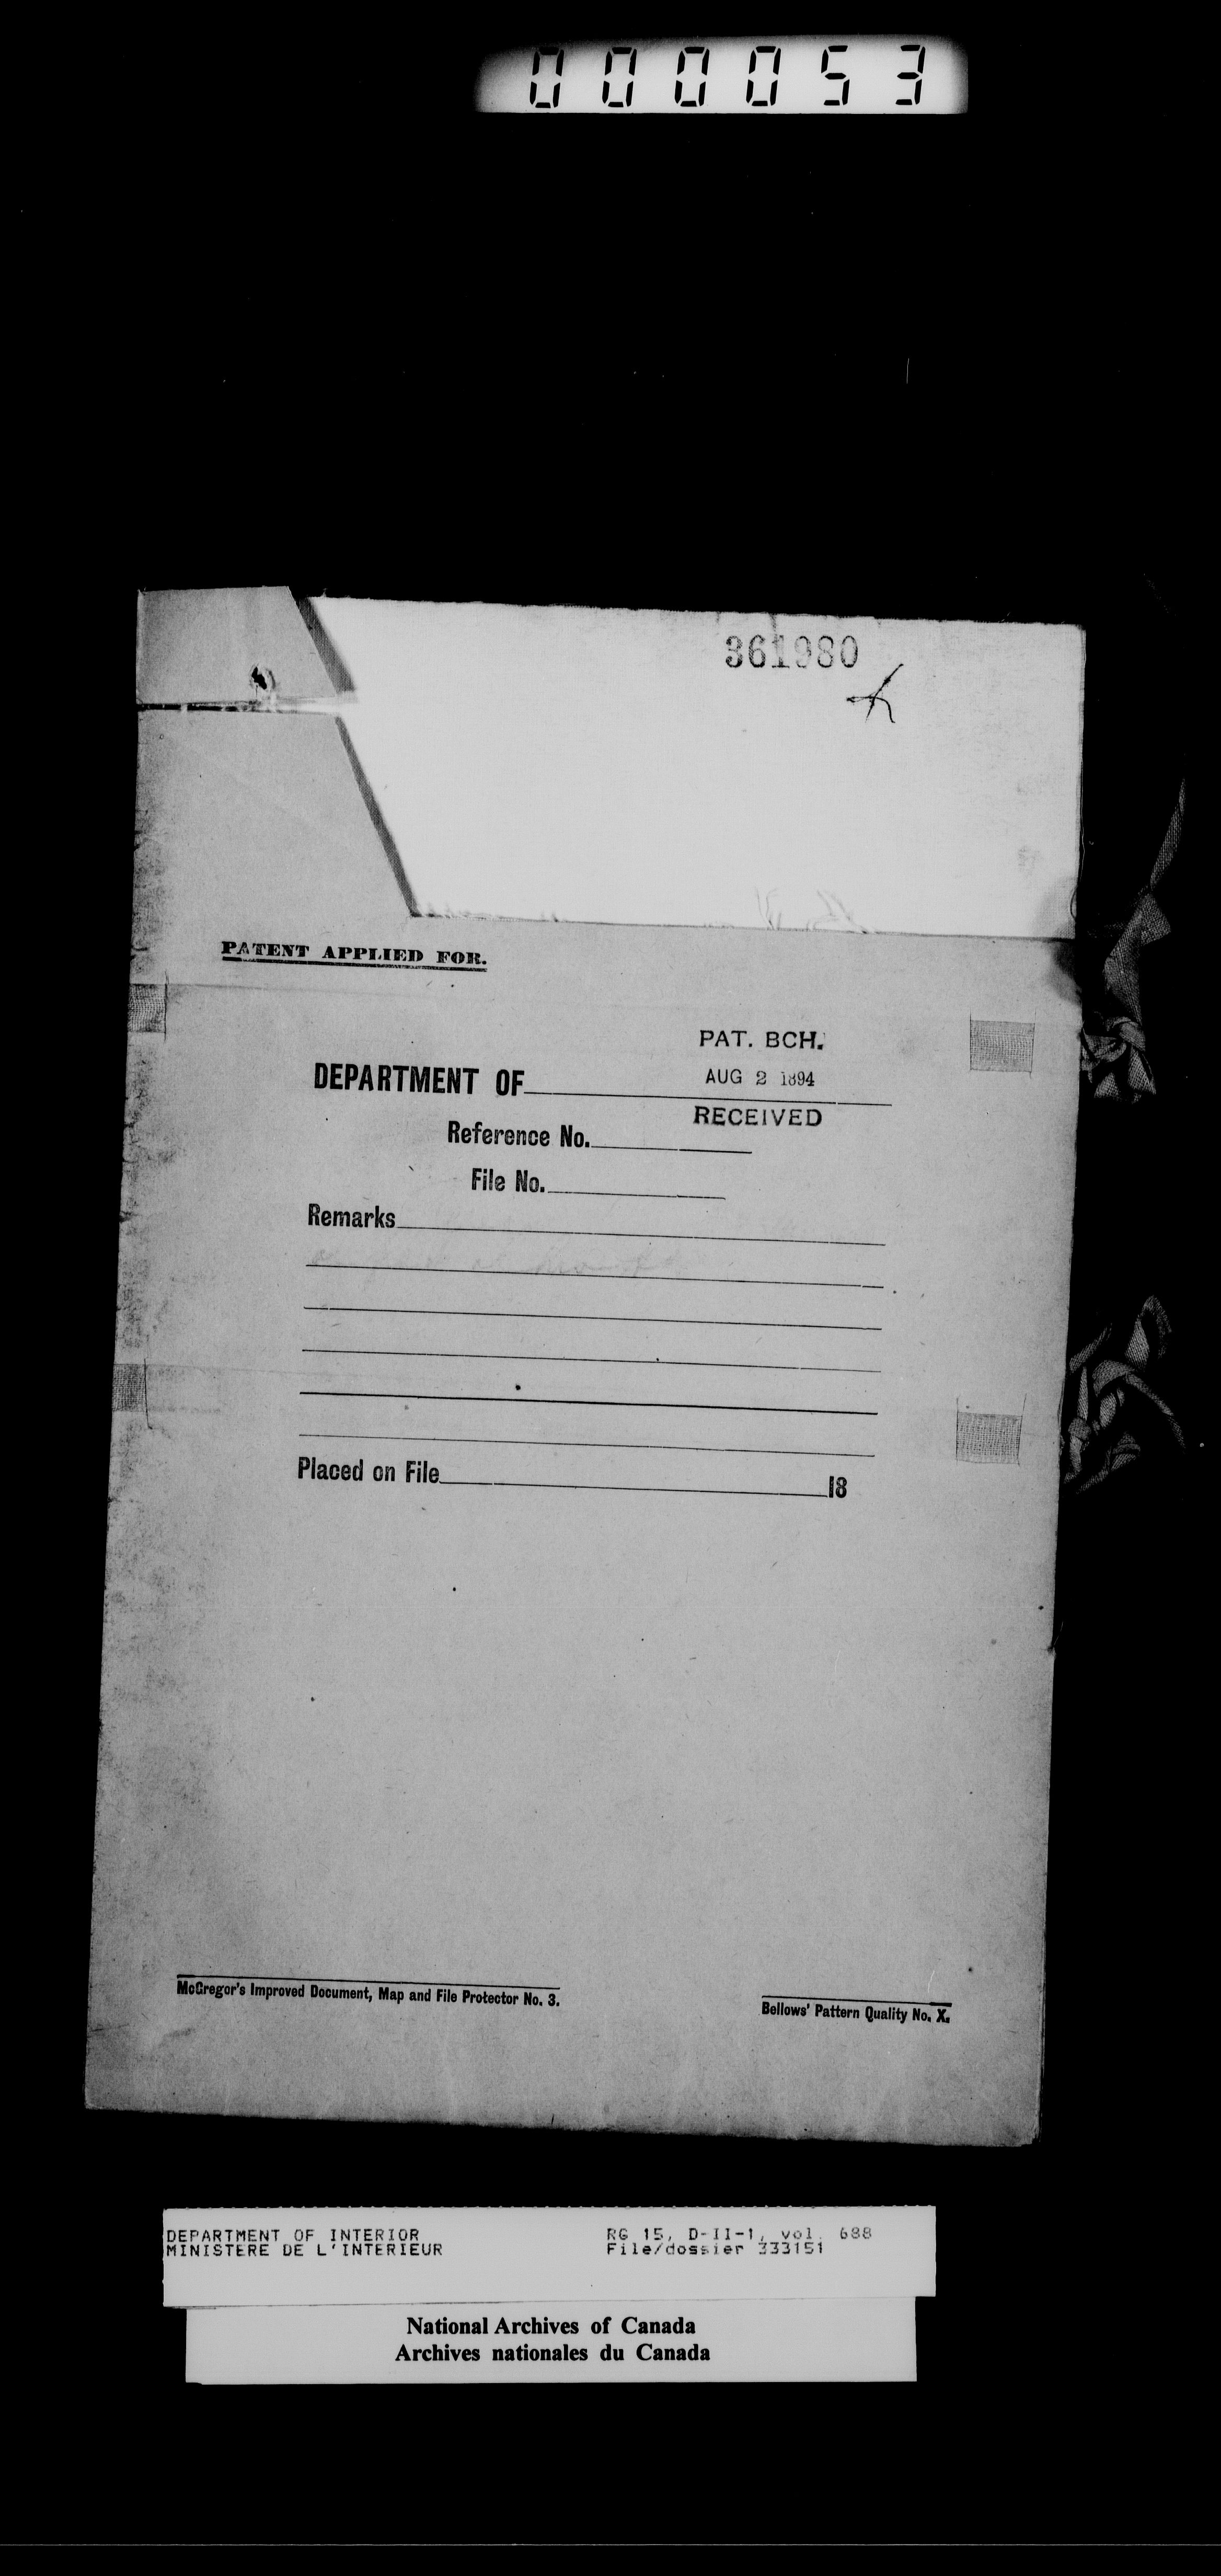 000053
361980
PATENT APPLIED FOR.
PAT. BCH.
AUG 2 1894
RECEIVED
DEPARTMENT OF
Reference No.
File No.
Remarks
Placed on File 18
McGregor's Improved Document, Map and File Protector No. 3.
Bellows' Pattern Quality No. X.
DEPARTMENT OF INTERIOR
MINISTERE DE L'INTERIEUR
RG 15, D-II-1, vol. 688
File/dossier 333151
National Archives of Canada
Archives nationales du Canada